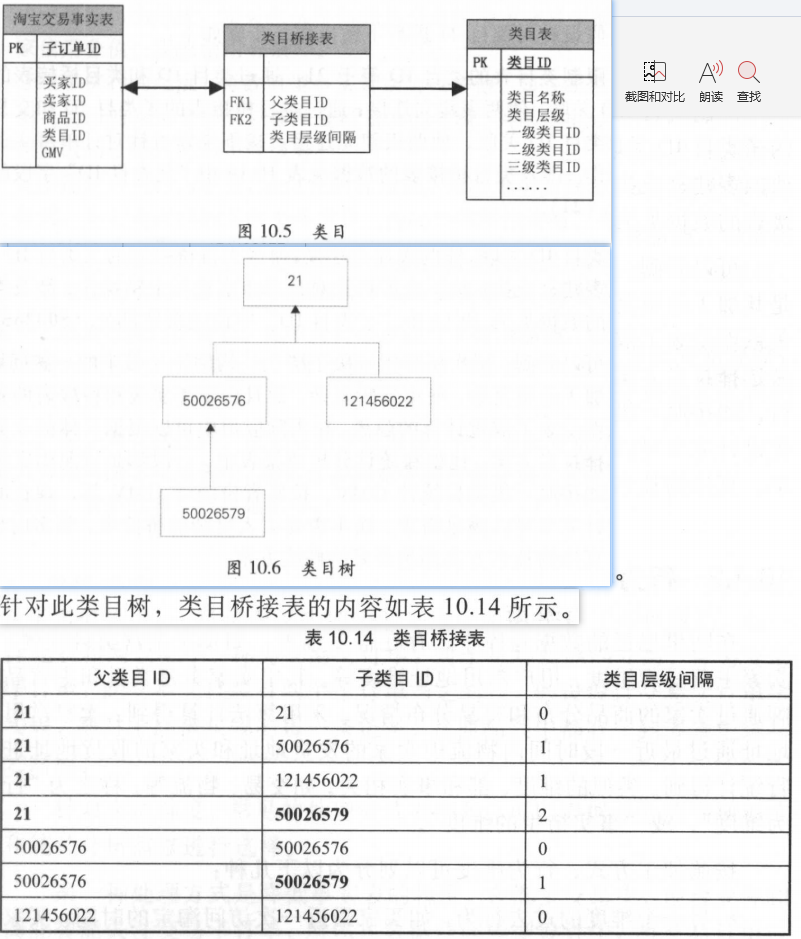 淘宝交易事实表
PK 子订单ID
买家ID
卖家ID
商品ID
类目ID
GMV
类目桥接表
FK1 父类目ID
FK2 子类目ID
类目层级间隔
类目表
PK 类目ID
类目名称
类目层级
一级类目ID
二级类目ID
三级类目ID
......
图 10.5 类目
截图和对比 朗读 查找
21
50026576 121456022
50026579
图 10.6 类目树
。
针对此类目树，类目桥接表的内容如表 10.14 所示。
表 10.14 类目桥接表
父类目 ID 子类目 ID 类目层级间隔
21 21 0
21 50026576 1
21 121456022 1
21 50026579 2
50026576 50026576 0
50026576 50026579 1
121456022 121456022 0